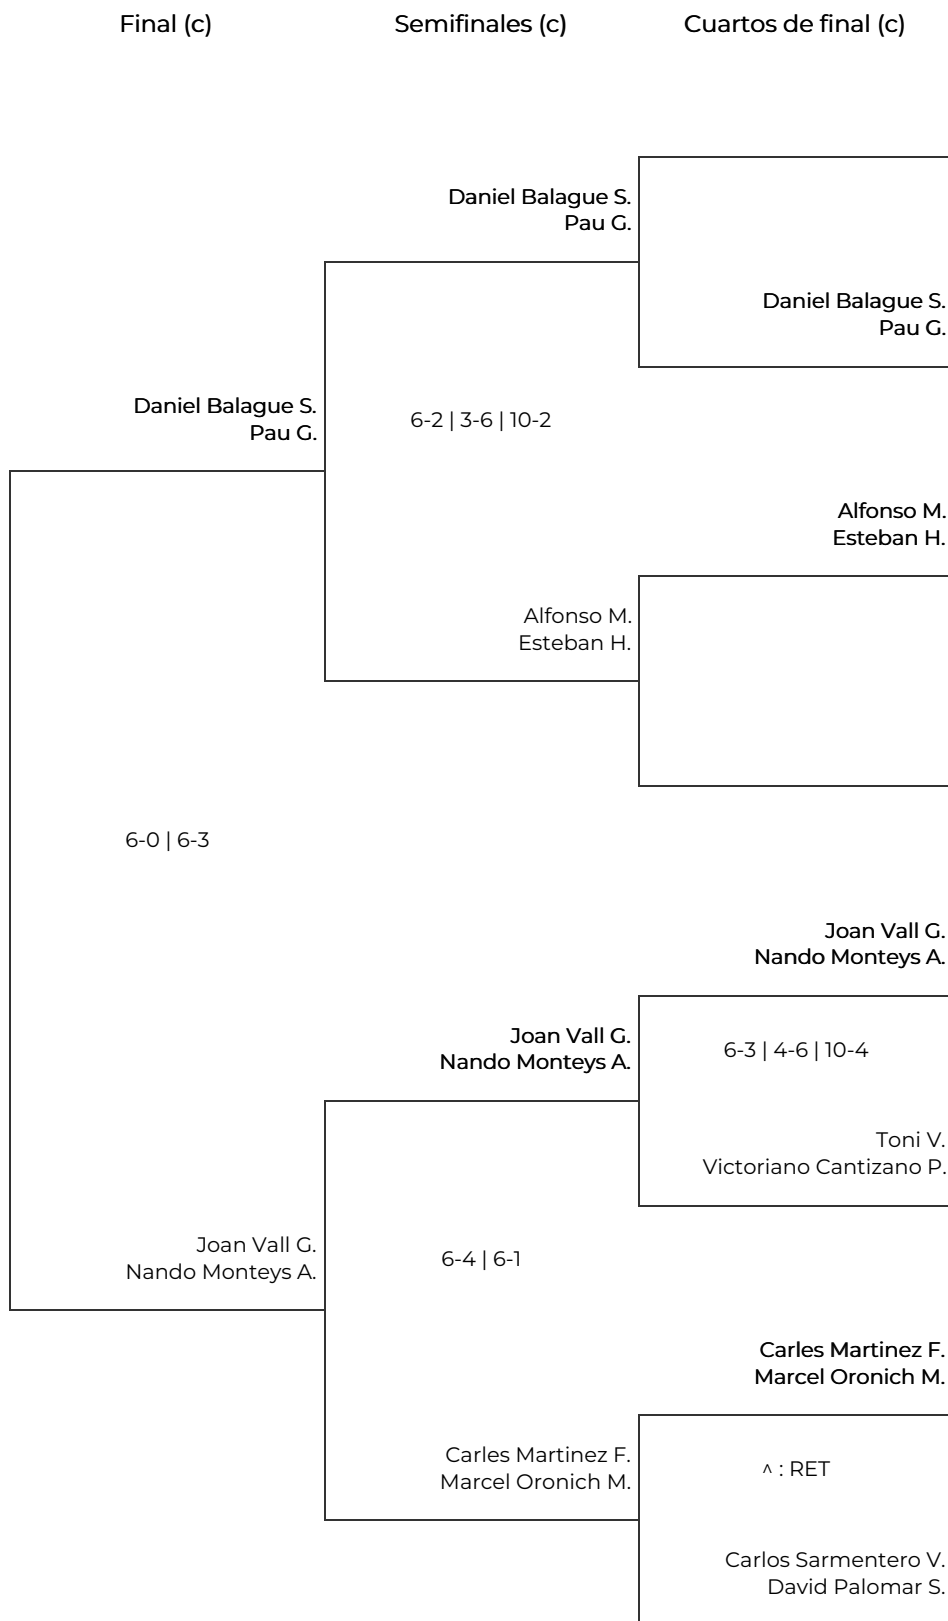 Final (c)
Semifinales (c)
Cuartos de final (c)
Daniel Balague S.
Pau G.
Daniel Balague S.
Pau G.
Daniel Balague S.
Pau G.
6-2 | 3-6 | 10-2
Alfonso M.
Esteban H.
Alfonso M.
Esteban H.
6-0 | 6-3
Joan Vall G.
Nando Monteys A.
Joan Vall G.
Nando Monteys A.
6-3 | 4-6 | 10-4
Toni V.
Victoriano Cantizano P.
Joan Vall G.
Nando Monteys A.
6-4 | 6-1
Carles Martinez F.
Marcel Oronich M.
Carles Martinez F.
Marcel Oronich M.
^ : RET
Carlos Sarmentero V.
David Palomar S.